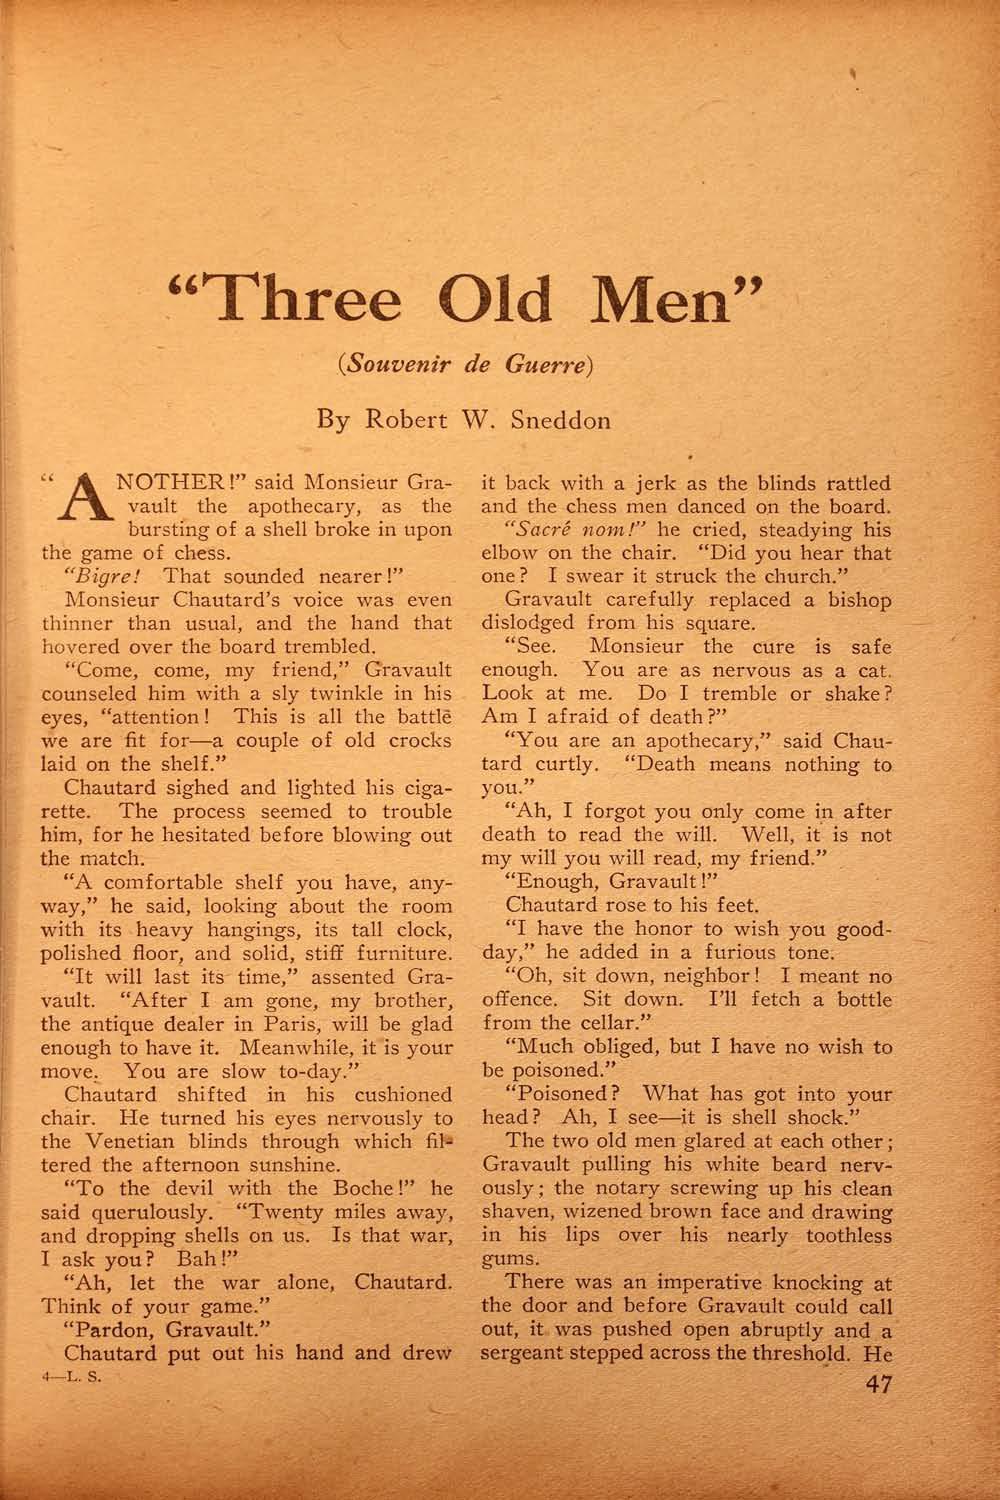 “Three Old Men”
(Souvenir de Guerre)
By Robert W. Sneddon
“ANOTHER!” said Monsieur Gra-
vault the apothecary, as the
bursting of a shell broke in upon
the game of chess.
“Bigre! That sounded nearer!”
Monsieur Chautard’s voice was even
thinner than usual, and the hand that
hovered over the board trembled.
“Come, come, my friend,” Gravault
counseled him with a sly twinkle in his
eyes, “attention! This is all the battle
we are fit for—a couple of old crocks
laid on the shelf.”
Chautard sighed and lighted his ciga-
rette. The process seemed to trouble
him, for he hesitated before blowing out
the match.
“A comfortable shelf you have, any-
way,” he said, looking about the room
with its heavy hangings, its tall clock,
polished floor, and solid, stiff furniture.
“It will last its time,” assented Gra-
vault. “After I am gone, my brother,
the antique dealer in Paris, will be glad
enough to have it. Meanwhile, it is your
move. You are slow to-day.”
Chautard shifted in his cushioned
chair. He turned his eyes nervously to
the Venetian blinds through which fil-
tered the afternoon sunshine.
“To the devil with the Boche!” he
said querulously. “Twenty miles away,
and dropping shells on us. Is that war,
I ask you? Bah!”
“Ah, let the war alone, Chautard.
Think of your game.”
“Pardon, Gravault.”
Chautard put out his hand and drew
4—L. S.
it back with a jerk as the blinds rattled
and the chess men danced on the board.
“Sacré nom!” he cried, steadying his
elbow on the chair. “Did you hear that
one? I swear it struck the church.”
Gravault carefully replaced a bishop
dislodged from his square.
“See. Monsieur the cure is safe
enough. You are as nervous as a cat.
Look at me. Do I tremble or shake?
Am I afraid of death?”
“You are an apothecary,” said Chau-
tard curtly. “Death means nothing to
you.”
“Ah, I forgot you only come in after
death to read the will. Well, it is not
my will you will read, my friend.”
“Enough, Gravault!”
Chautard rose to his feet.
“I have the honor to wish you good-
day,” he added in a furious tone.
“Oh, sit down, neighbor! I meant no
offence. Sit down. I’ll fetch a bottle
from the cellar.”
“Much obliged, but I have no wish to
be poisoned.”
“Poisoned? What has got into your
head? Ah, I see—it is shell shock.”
The two old men glared at each other;
Gravault pulling his white beard nerv-
ously; the notary screwing up his clean
shaven, wizened brown face and drawing
in his lips over his nearly toothless
gums.
There was an imperative knocking at
the door and before Gravault could call
out, it was pushed open abruptly and a
sergeant stepped across the threshold. He
47